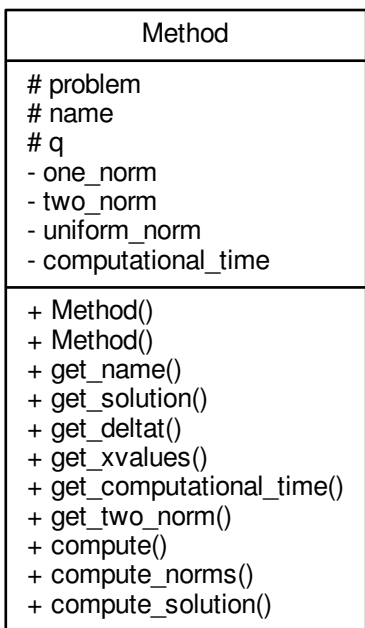 Method
# problem
# name
# q
- one_norm
- two_norm
- uniform_norm
- computational_time
+ Method()
+ Method()
+ get_name()
+ get_solution()
+ get_deltat()
+ get_xvalues()
+ get_computational_time()
+ get_two_norm()
+ compute()
+ compute_norms()
+ compute_solution()